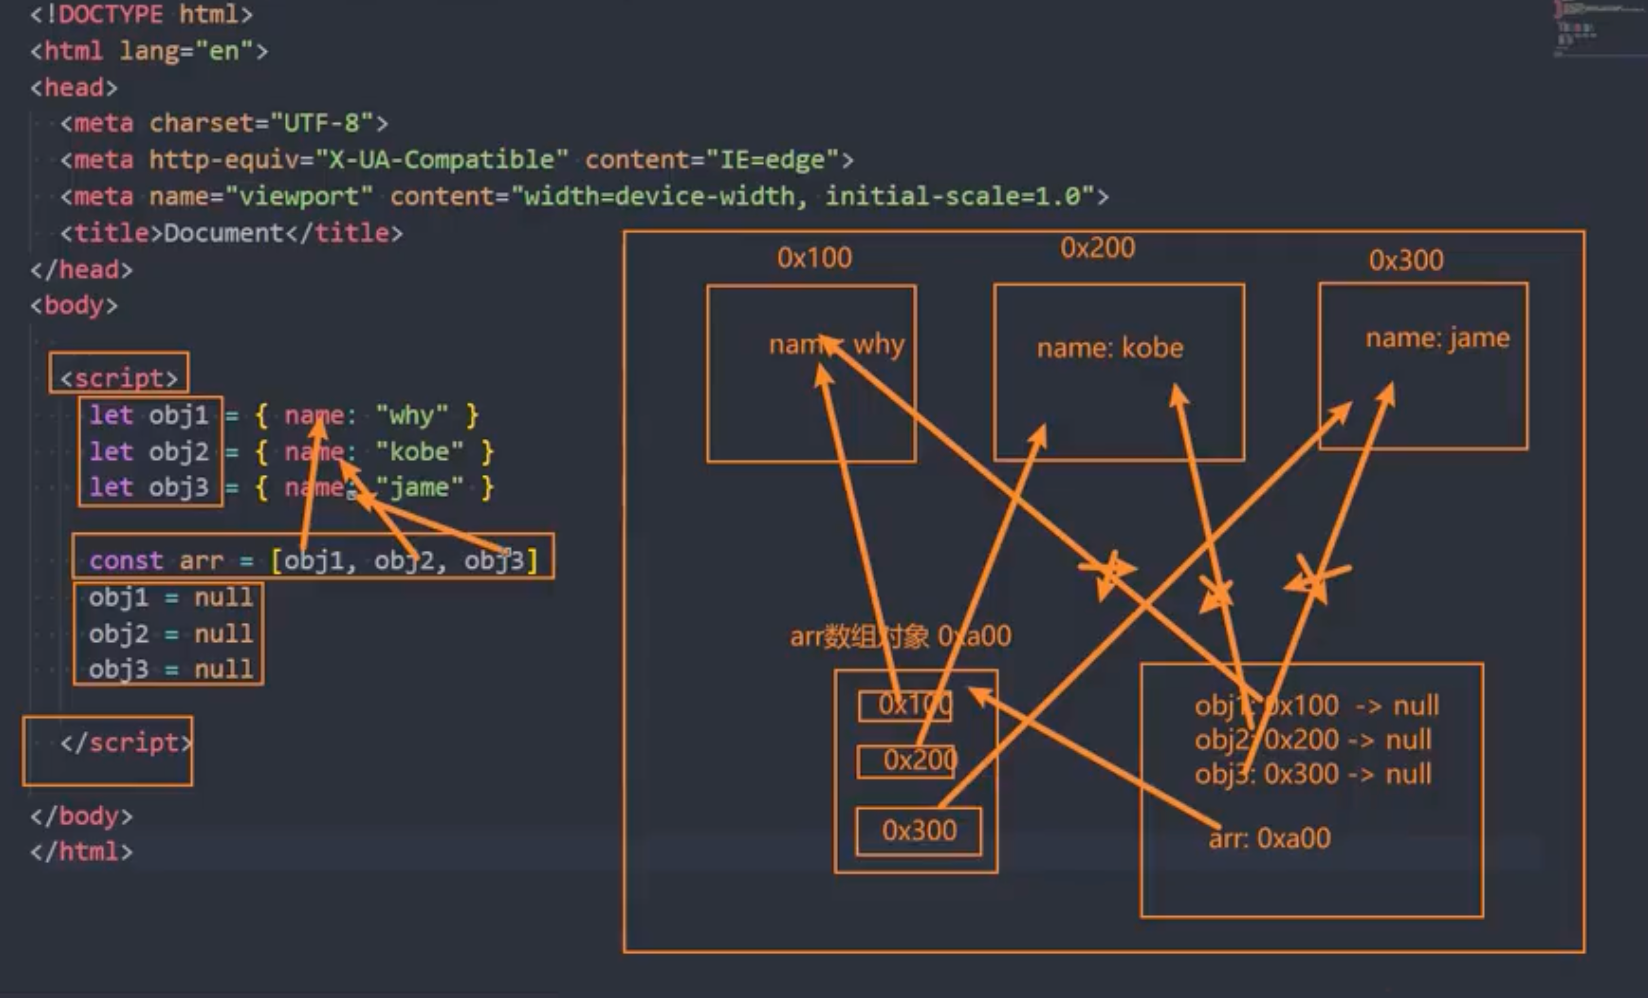 <!DOCTYPE html>
<html lang="en">
<head>
<meta charset="UTF-8">
<meta http-equiv="X-UA-Compatible" content="IE=edge">
<meta name="viewport" content="width=device-width, initial-scale=1.0">
<title>Document</title>
</head>
<body>
<script>
let obj1 = { name: "why" }
let obj2 = { name: "kobe" }
let obj3 = { name: "jame" }
const arr = [obj1, obj2, obj3]
obj1 = null
obj2 = null
obj3 = null
</script>
</body>
</html>
0x100
0x200
0x300
name: why
name: kobe
name: jame
arr数组对象 0xa00
0x100
0x200
0x300
obj1: 0x100 -> null
obj2: 0x200 -> null
obj3: 0x300 -> null
arr: 0xa00